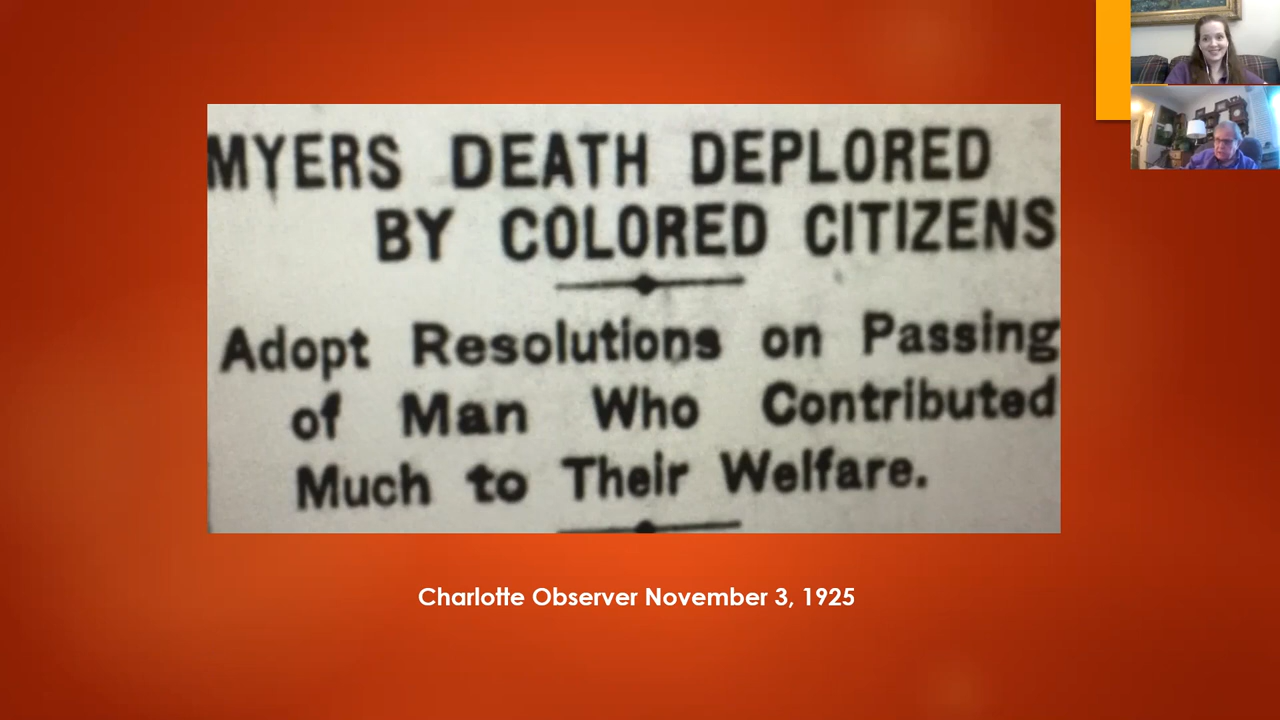 MYERS DEATH DEPLORED
BY COLORED CITIZENS
Adopt Resolutions on Passing
of Man Who Contributed
Much to Their Welfare.
Charlotte Observer November 3, 1925